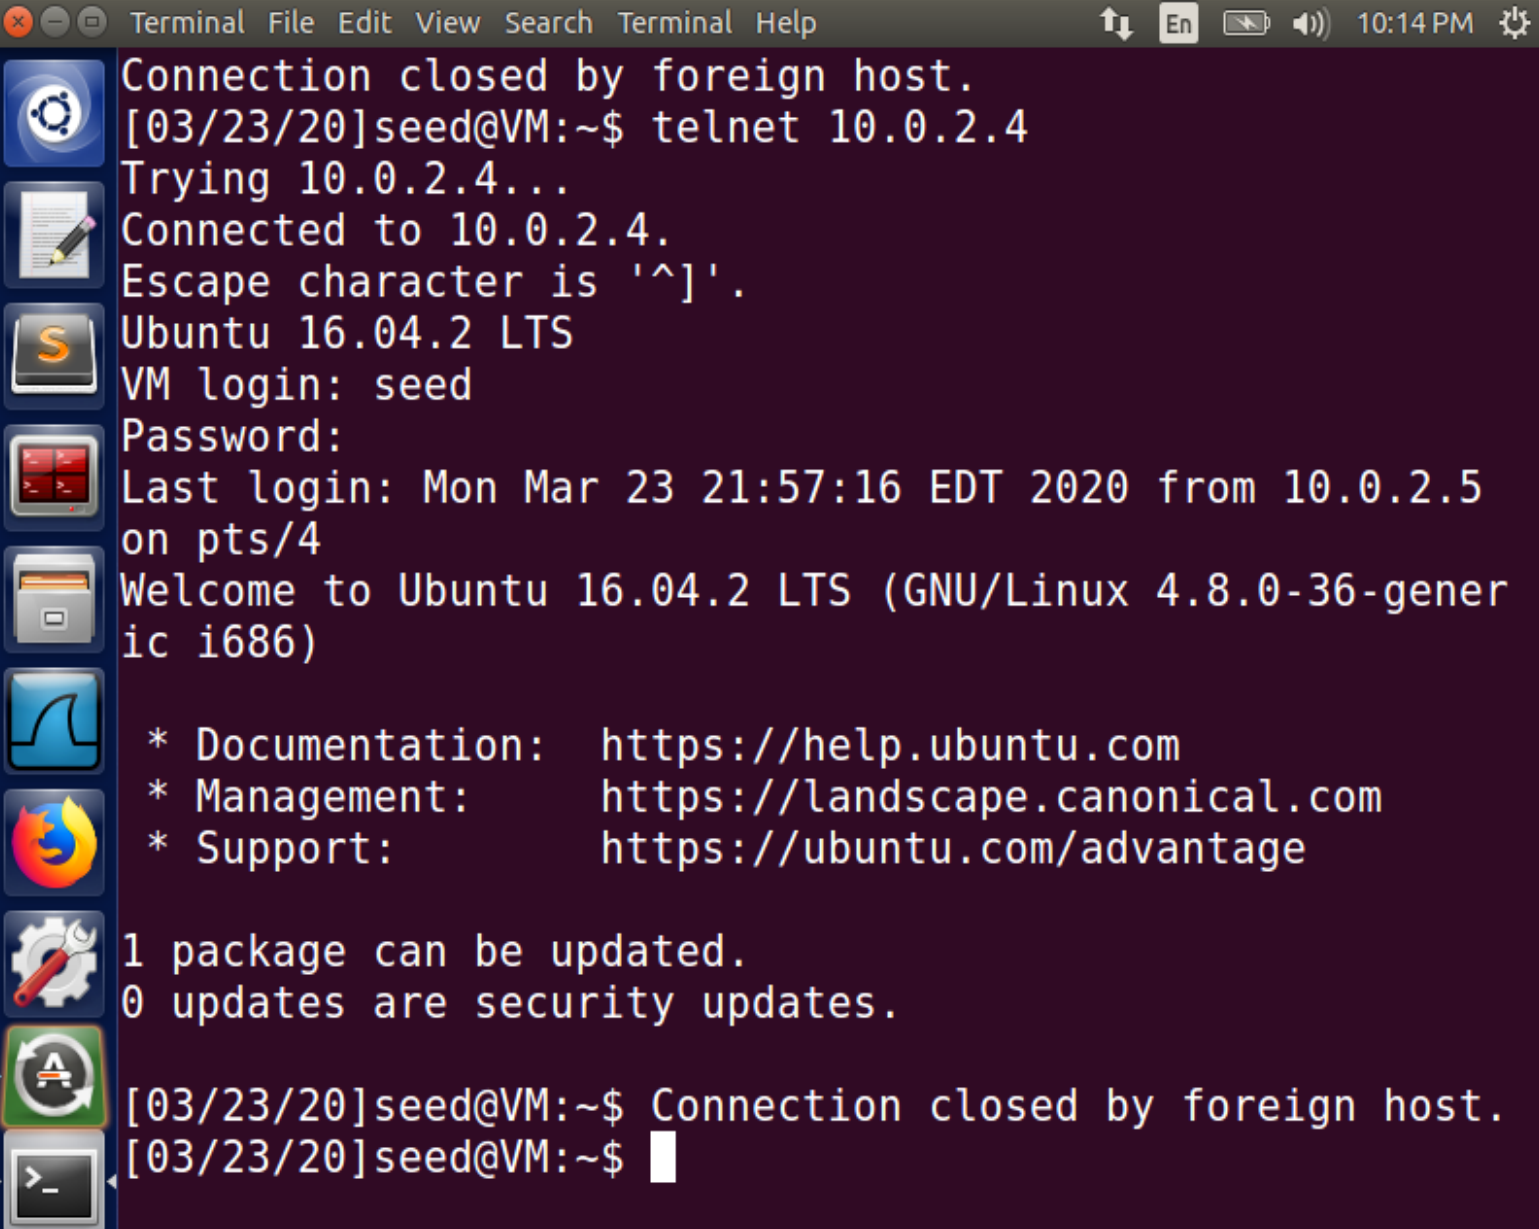 Terminal File Edit View Search Terminal Help En 10:14 PM
Connection closed by foreign host.
[03/23/20]seed@VM:~$ telnet 10.0.2.4
Trying 10.0.2.4...
Connected to 10.0.2.4.
Escape character is '^]'.
Ubuntu 16.04.2 LTS
VM login: seed
Password:
Last login: Mon Mar 23 21:57:16 EDT 2020 from 10.0.2.5
on pts/4
Welcome to Ubuntu 16.04.2 LTS (GNU/Linux 4.8.0-36-gener
ic i686)
* Documentation:  https://help.ubuntu.com
* Management:     https://landscape.canonical.com
* Support:        https://ubuntu.com/advantage
1 package can be updated.
0 updates are security updates.
[03/23/20]seed@VM:~$ Connection closed by foreign host.
[03/23/20]seed@VM:~$